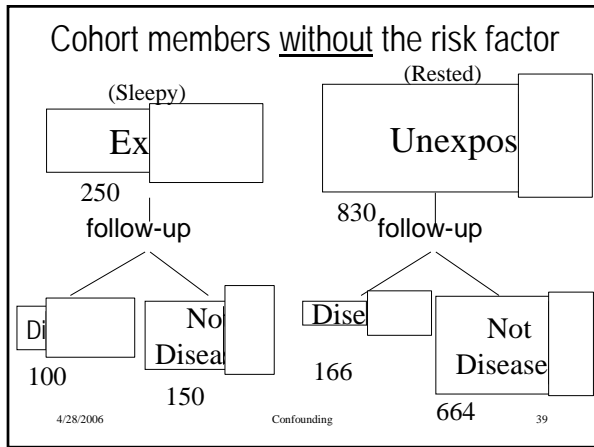 Cohort members without the risk factor
(Sleepy)
(Rested)
Ex
Unexpos
250
830
follow-up
follow-up
Di
No
Diseas
Dise
Not
Disease
100
150
166
664
4/28/2006
Confounding
39